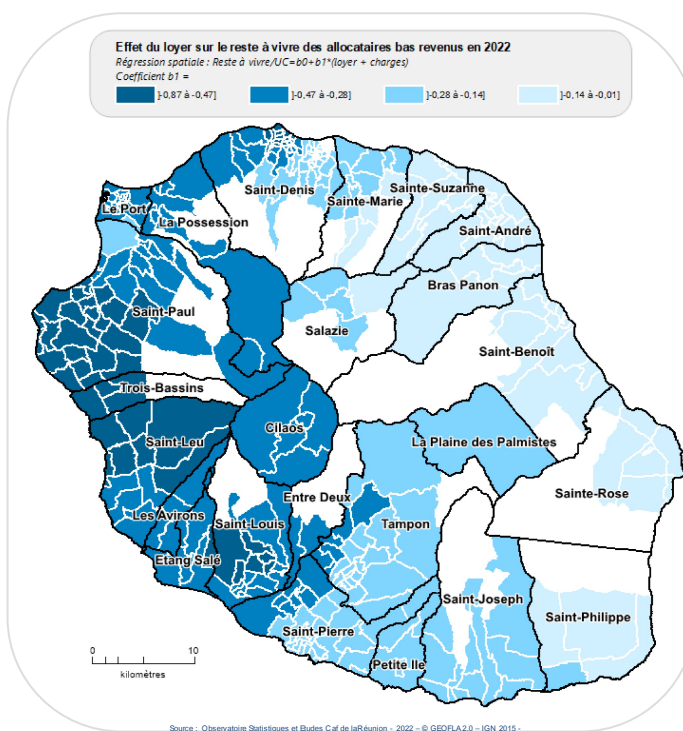 Effet du loyer sur le reste à vivre des allocataires bas revenus en 2022
Régression spatiale : Reste à vivre/UC=b0+b1*(loyer + charges)
Coefficient b1 =
]-0,87 à -0,47] ]-0,47 à -0,28] ]-0,28 à -0,14] ]-0,14 à -0,01]
Saint-Denis
Sainte-Marie
Sainte-Suzanne
Le Port
La Possession
Saint-André
Bras Panon
Saint-Paul
Salazie
Saint-Benoît
Trois-Bassins
Cilaos
Saint-Leu
La Plaine des Palmistes
Sainte-Rose
Entre Deux
Les Avirons
Saint-Louis
Tampon
Etang Salé
Saint-Joseph
Saint-Philippe
Saint-Pierre
Petite Ile
0 10
kilomètres
Source : Observatoire Statistiques et Etudes Caf de la Réunion - 2022 – © GEOFLA 2.0 – IGN 2015 -